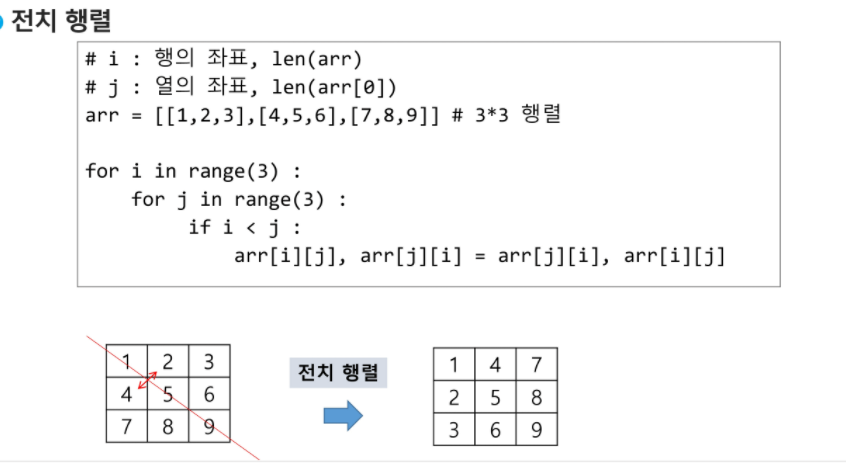 전치 행렬
# i : 행의 좌표, len(arr)
# j : 열의 좌표, len(arr[0])
arr = [[1,2,3],[4,5,6],[7,8,9]] # 3*3 행렬
for i in range(3) :
    for j in range(3) :
        if i < j :
            arr[i][j], arr[j][i] = arr[j][i], arr[i][j]
1 2 3
4 5 6
7 8 9
전치 행렬
1 4 7
2 5 8
3 6 9